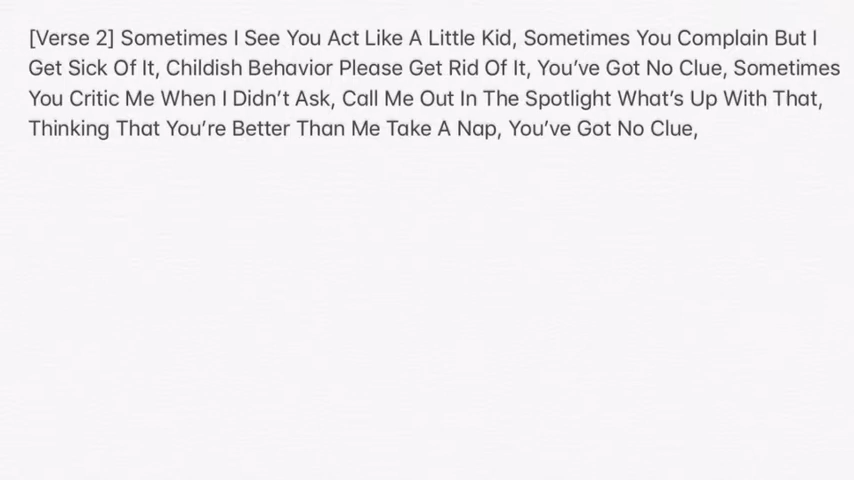 [Verse 2] Sometimes I See You Act Like A Little Kid, Sometimes You Complain But I
Get Sick Of It, Childish Behavior Please Get Rid Of It, You’ve Got No Clue, Sometimes
You Critic Me When I Didn’t Ask, Call Me Out In The Spotlight What’s Up With That,
Thinking That You’re Better Than Me Take A Nap, You’ve Got No Clue,